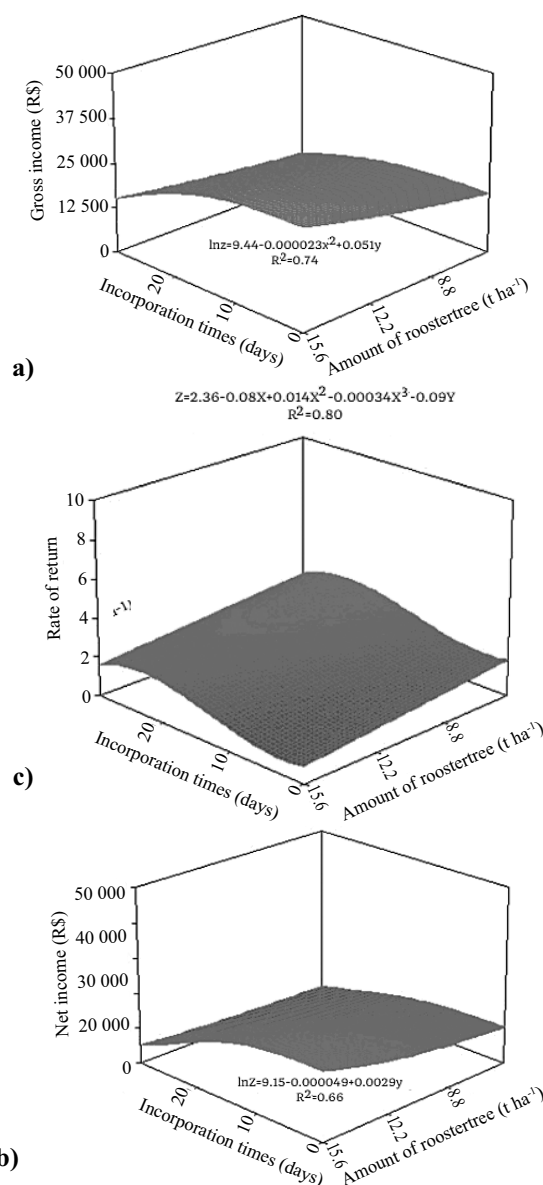 50 000
37 500
25 000
12 500
0
Gross income (R$)
lnz=9.44-0.000023x²+0.051y
R²=0.74
20
10
0
Incorporation times (days)
15.6
12.2
8.8
Amount of roostertree (t ha⁻¹)
a)
Z=2.36-0.08X+0.014X²-0.00034X³-0.09Y
R²=0.80
10
8
6
4
2
0
Rate of return
20
10
0
Incorporation times (days)
15.6
12.2
8.8
Amount of roostertree (t ha⁻¹)
c)
50 000
40 000
30 000
20 000
0
Net income (R$)
lnZ=9.15-0.000049+0.0029y
R²=0.66
20
10
0
Incorporation times (days)
15.6
12.2
8.8
Amount of roostertree (t ha⁻¹)
b)